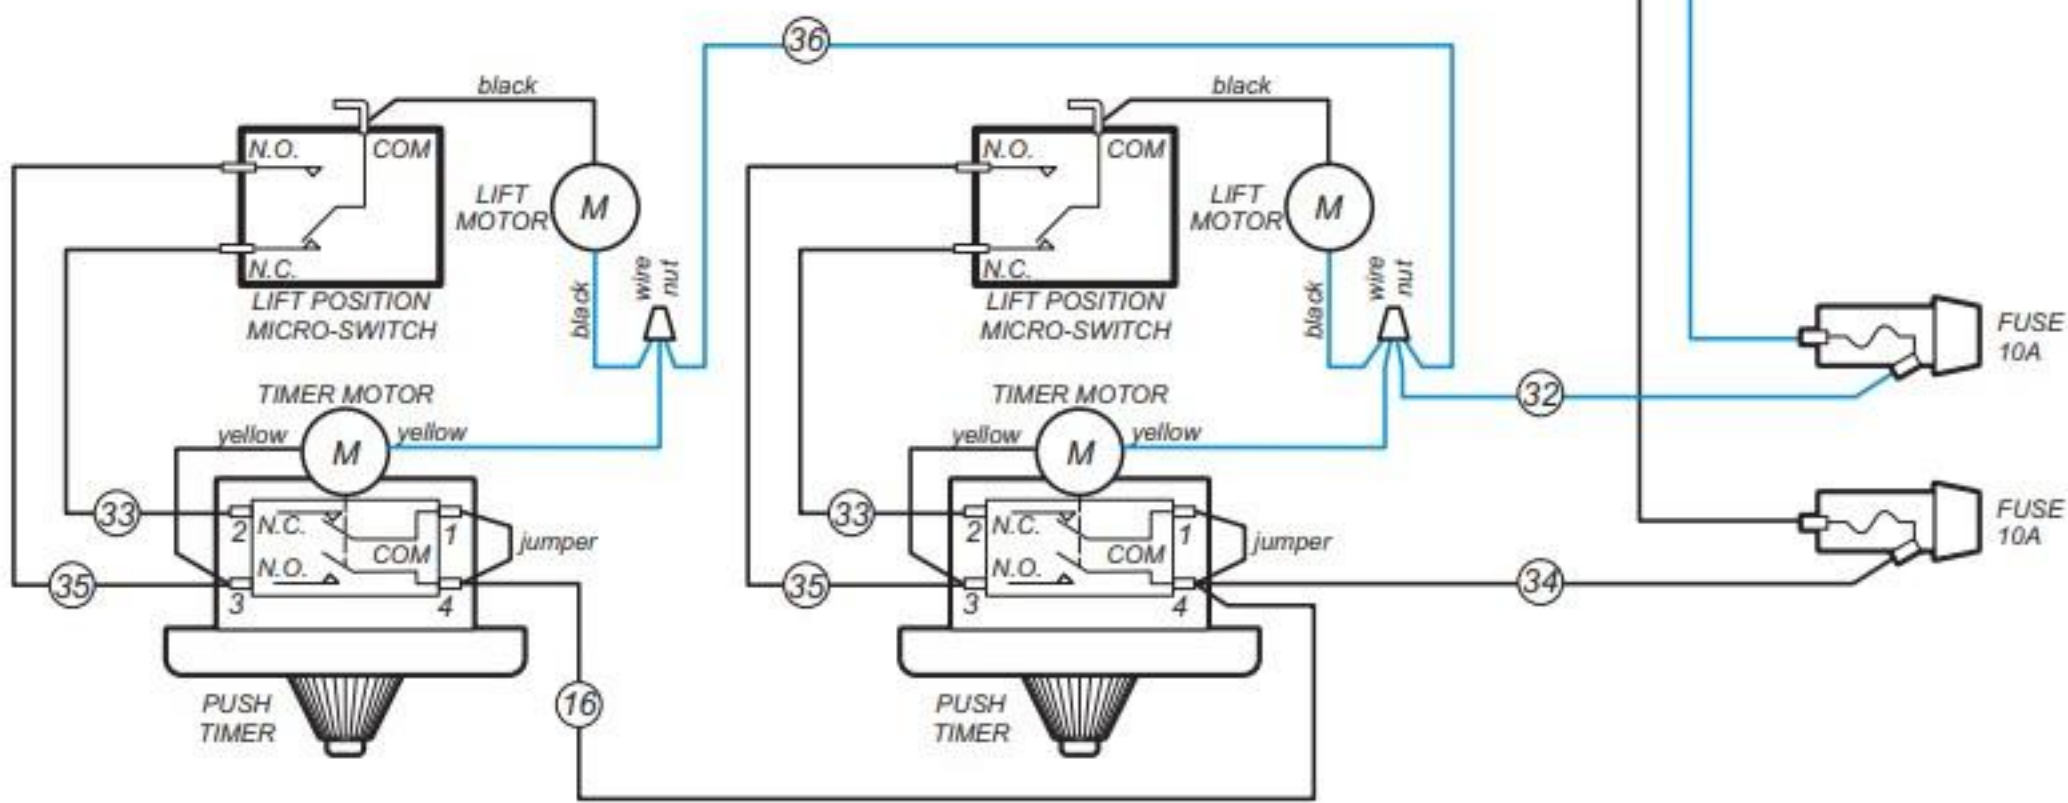 36
black
N.O.
COM
LIFT
MOTOR
M
N.C.
black
wire
nut
LIFT POSITION
MICRO-SWITCH
TIMER MOTOR
yellow
M
yellow
33
2
N.C.
1
jumper
COM
N.O.
35
3
4
16
PUSH
TIMER
black
N.O.
COM
LIFT
MOTOR
M
N.C.
black
wire
nut
LIFT POSITION
MICRO-SWITCH
TIMER MOTOR
yellow
M
yellow
33
2
N.C.
1
jumper
COM
N.O.
35
3
4
PUSH
TIMER
FUSE
10A
32
FUSE
10A
34